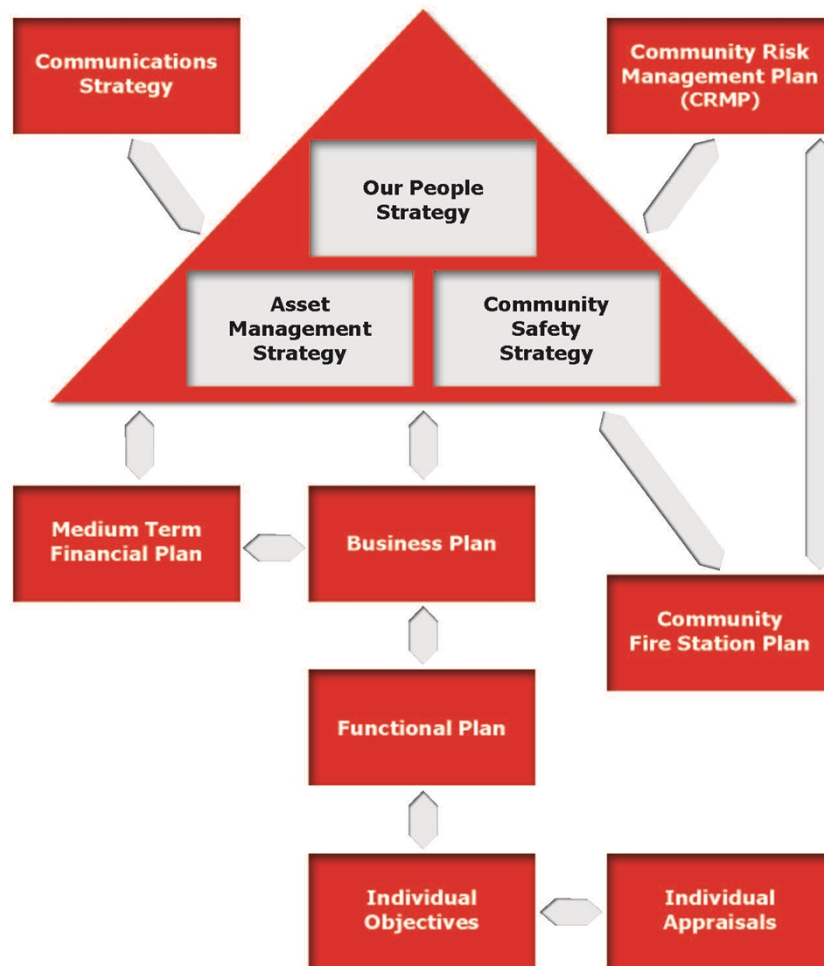 Communications
Strategy
Community Risk
Management Plan
(CRMP)
Our People
Strategy
Asset
Management
Strategy
Community
Safety
Strategy
Medium Term
Financial Plan
Business Plan
Community
Fire Station Plan
Functional Plan
Individual
Objectives
Individual
Appraisals